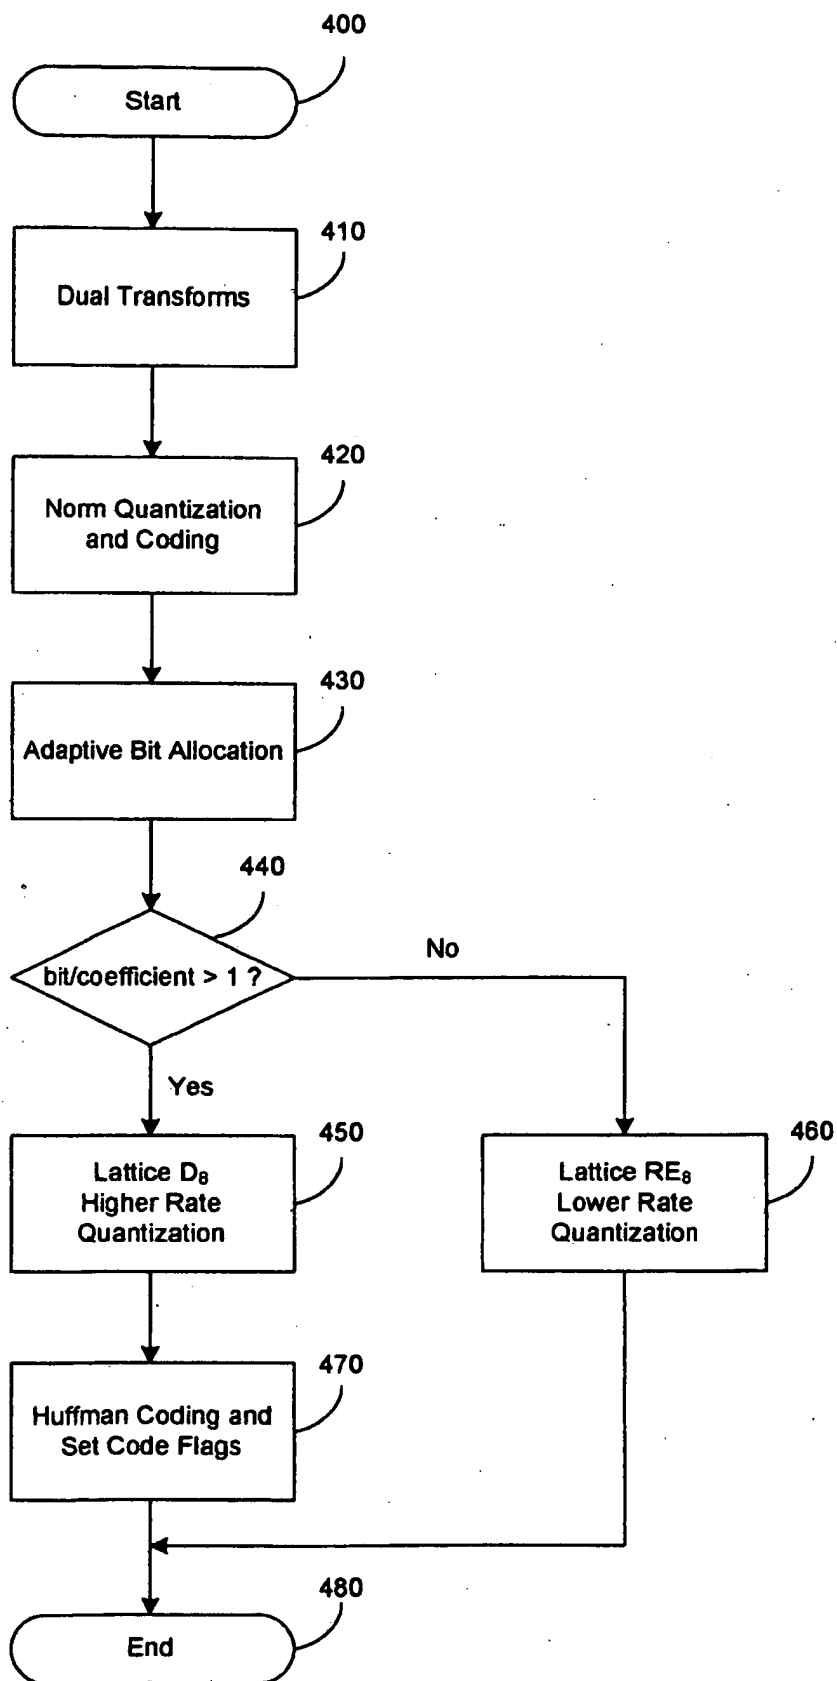 400
Start
410
Dual Transforms
420
Norm Quantization
and Coding
430
Adaptive Bit Allocation
440
bit/coefficient > 1 ?
No
Yes
450
Lattice D₈
Higher Rate
Quantization
460
Lattice RE₈
Lower Rate
Quantization
470
Huffman Coding and
Set Code Flags
480
End